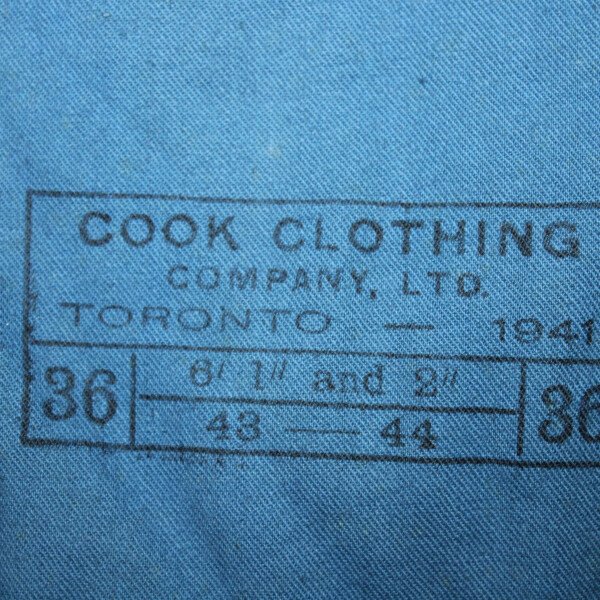 COOK CLOTHING
COMPANY, LTD.
TORONTO — 1941
36 6' 1" and 2" 36
43 — 44